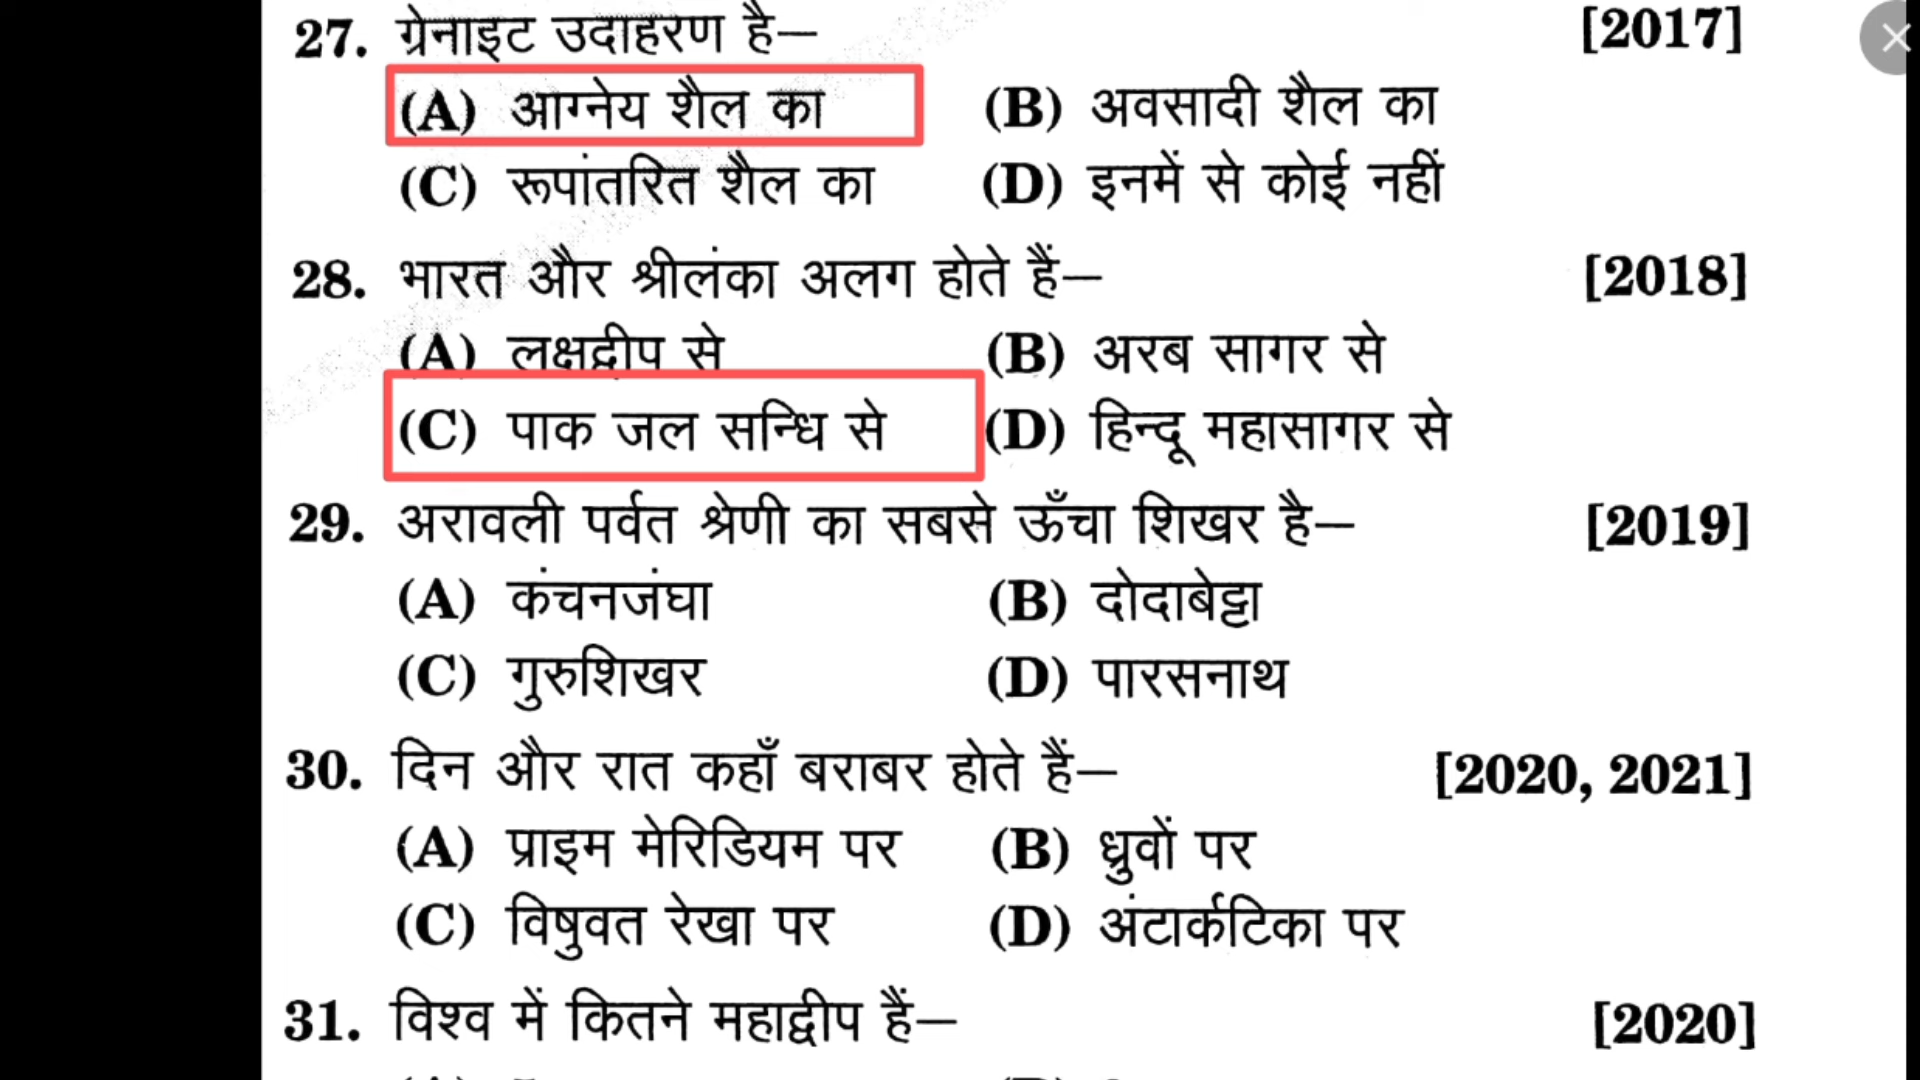 27. ग्रेनाइट उदाहरण है— [2017]
(A) आग्नेय शैल का (B) अवसादी शैल का
(C) रूपांतरित शैल का (D) इनमें से कोई नहीं
28. भारत और श्रीलंका अलग होते हैं— [2018]
(A) लक्षद्वीप से (B) अरब सागर से
(C) पाक जल सन्धि से (D) हिन्दू महासागर से
29. अरावली पर्वत श्रेणी का सबसे ऊँचा शिखर है— [2019]
(A) कंचनजंघा (B) दोदाबेट्टा
(C) गुरुशिखर (D) पारसनाथ
30. दिन और रात कहाँ बराबर होते हैं— [2020, 2021]
(A) प्राइम मेरिडियम पर (B) ध्रुवों पर
(C) विषुवत रेखा पर (D) अंटार्कटिका पर
31. विश्व में कितने महाद्वीप हैं— [2020]